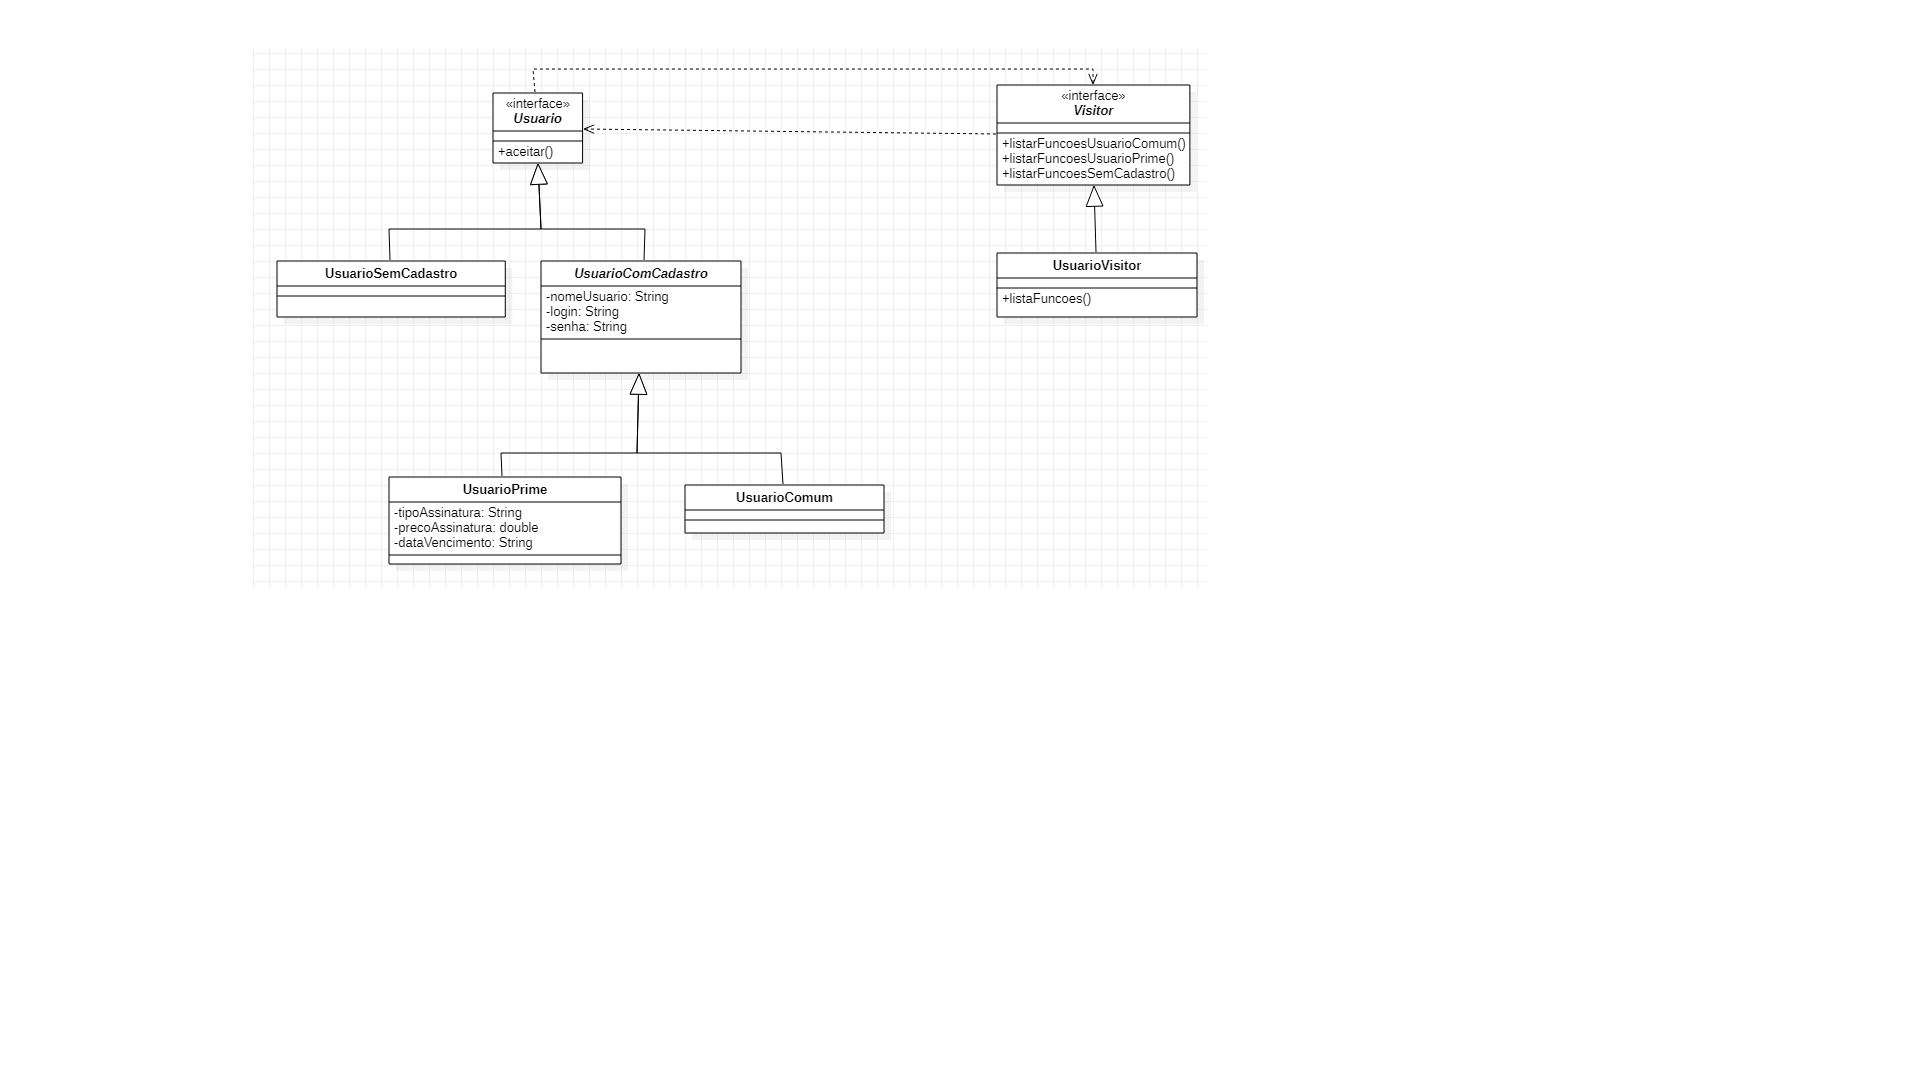 «interface»
Usuario
+aceitar()
«interface»
Visitor
+listarFuncoesUsuarioComum()
+listarFuncoesUsuarioPrime()
+listarFuncoesSemCadastro()
UsuarioSemCadastro
UsuarioComCadastro
-nomeUsuario: String
-login: String
-senha: String
UsuarioVisitor
+listaFuncoes()
UsuarioPrime
-tipoAssinatura: String
-precoAssinatura: double
-dataVencimento: String
UsuarioComum